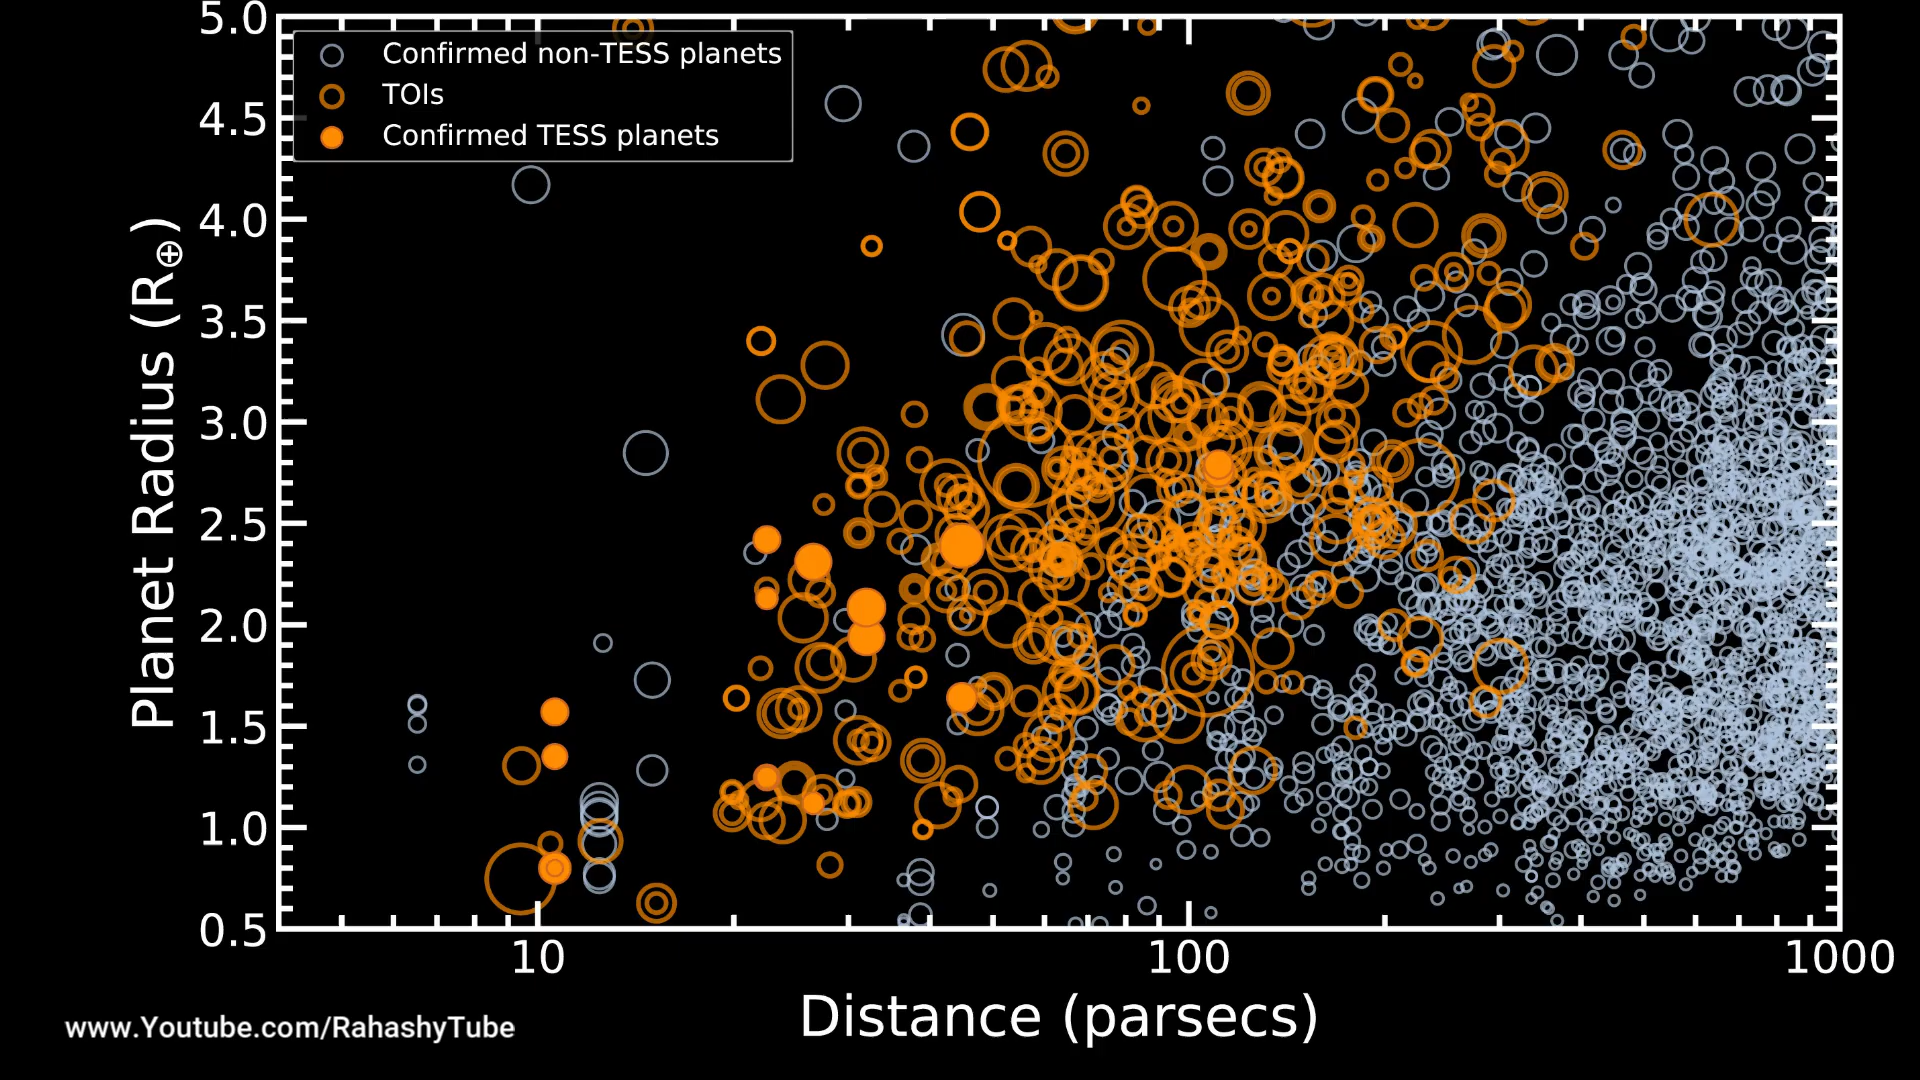 Confirmed non-TESS planets
TOIs
Confirmed TESS planets
5.0
4.5
4.0
3.5
3.0
2.5
2.0
1.5
1.0
0.5
Planet Radius (R⊕)
10
100
1000
Distance (parsecs)
www.Youtube.com/RahashyTube